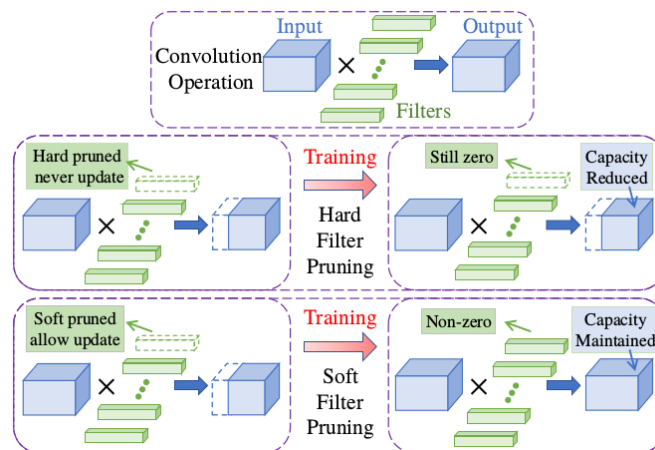 Input
Output
Convolution
Operation
×
Filters
Hard pruned
never update
×
Training
Hard
Filter
Pruning
Still zero
Capacity
Reduced
×
Soft pruned
allow update
×
Training
Soft
Filter
Pruning
Non-zero
Capacity
Maintained
×